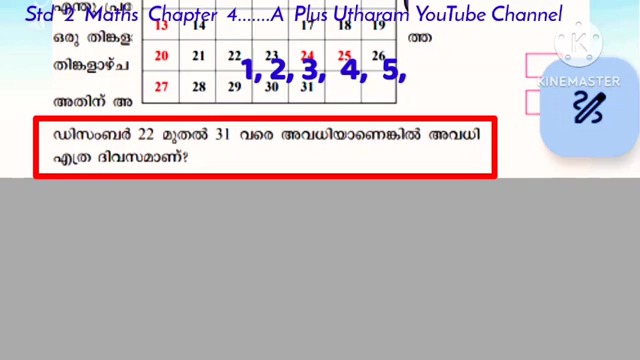 Std 2 Maths Chapter 4.......A Plus Utharam YouTube Channel
എന്തു പ്ര
13 14 17 18 19
ഒരു തിങ്കള ത്ത
20 21 22 23 24 25 26
തിങ്കളാഴ്ച 1, 2, 3, 4, 5,
KINEMASTER
27 28 29 30 31
അതിന് അ
ഡിസംബർ 22 മുതൽ 31 വരെ അവധിയാണെങ്കിൽ അവധി
എത്ര ദിവസമാണ്?